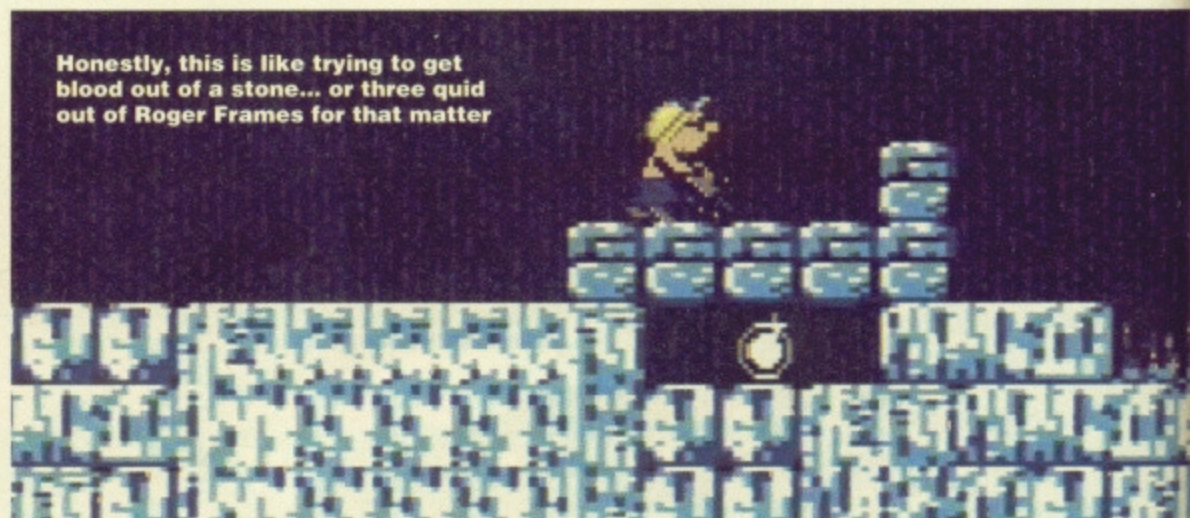 Honestly, this is like trying to get
blood out of a stone... or three quid
out of Roger Frames for that matter